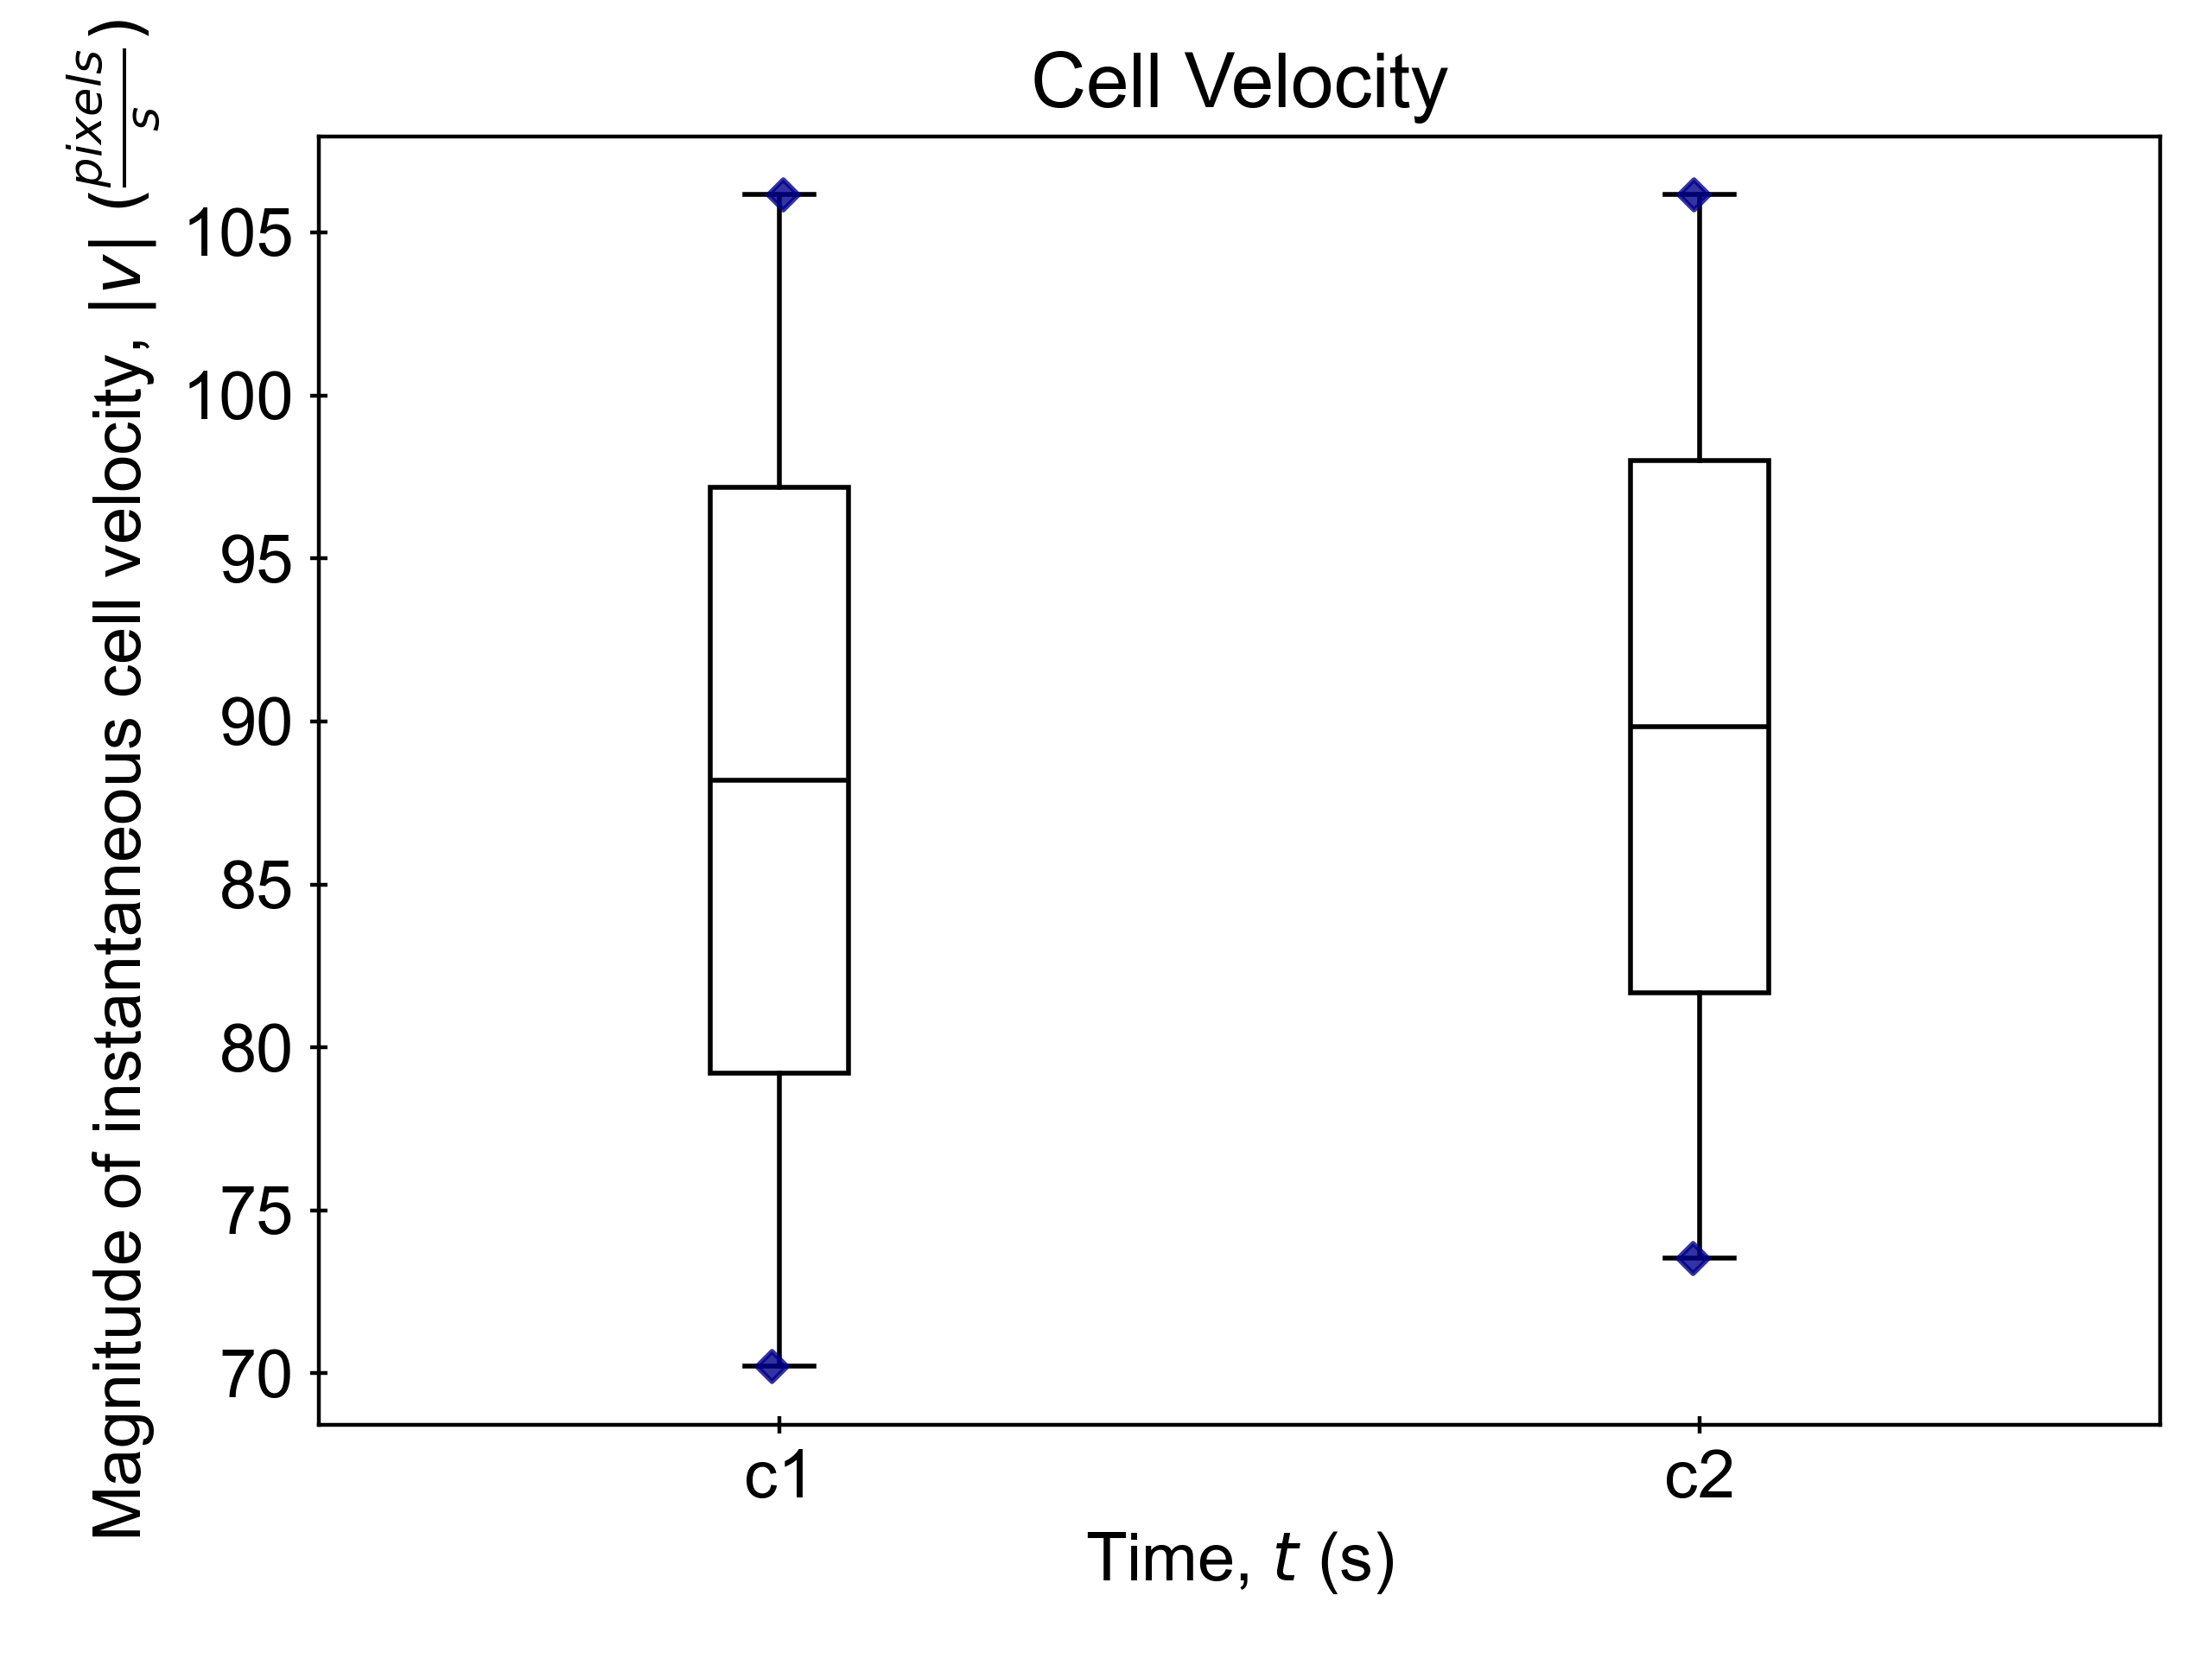 Cell Velocity
Magnitude of instantaneous cell velocity, |v| (pixels/s)
105
100
95
90
85
80
75
70
c1
c2
Time, t (s)